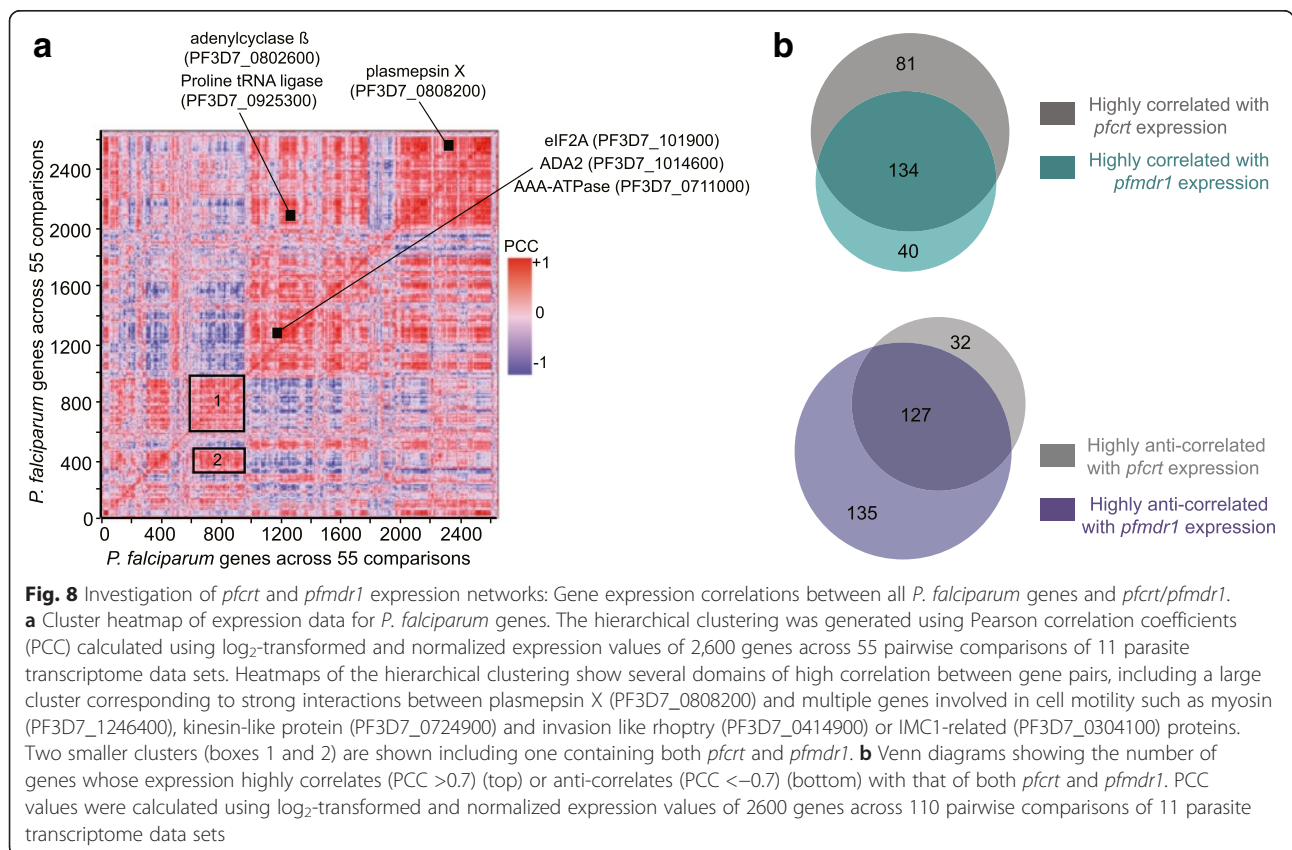 a
adenylcyclase ß
(PF3D7_0802600)
Proline tRNA ligase
(PF3D7_0925300)
plasmepsin X
(PF3D7_0808200)
eIF2A (PF3D7_101900)
ADA2 (PF3D7_1014600)
AAA-ATPase (PF3D7_0711000)
P. falciparum genes across 55 comparisons
2400
2000
1600
1200
800
400
0
1
2
0 400 800 1200 1600 2000 2400
P. falciparum genes across 55 comparisons
PCC
+1
0
-1
b
81
134
40
Highly correlated with
pfcrt expression
Highly correlated with
pfmdr1 expression
32
127
135
Highly anti-correlated
with pfcrt expression
Highly anti-correlated
with pfmdr1 expression
Fig. 8 Investigation of pfcrt and pfmdr1 expression networks: Gene expression correlations between all P. falciparum genes and pfcrt/pfmdr1.
a Cluster heatmap of expression data for P. falciparum genes. The hierarchical clustering was generated using Pearson correlation coefficients
(PCC) calculated using log₂-transformed and normalized expression values of 2,600 genes across 55 pairwise comparisons of 11 parasite
transcriptome data sets. Heatmaps of the hierarchical clustering show several domains of high correlation between gene pairs, including a large
cluster corresponding to strong interactions between plasmepsin X (PF3D7_0808200) and multiple genes involved in cell motility such as myosin
(PF3D7_1246400), kinesin-like protein (PF3D7_0724900) and invasion like rhoptry (PF3D7_0414900) or IMC1-related (PF3D7_0304100) proteins.
Two smaller clusters (boxes 1 and 2) are shown including one containing both pfcrt and pfmdr1. b Venn diagrams showing the number of
genes whose expression highly correlates (PCC >0.7) (top) or anti-correlates (PCC <−0.7) (bottom) with that of both pfcrt and pfmdr1. PCC
values were calculated using log₂-transformed and normalized expression values of 2600 genes across 110 pairwise comparisons of 11 parasite
transcriptome data sets